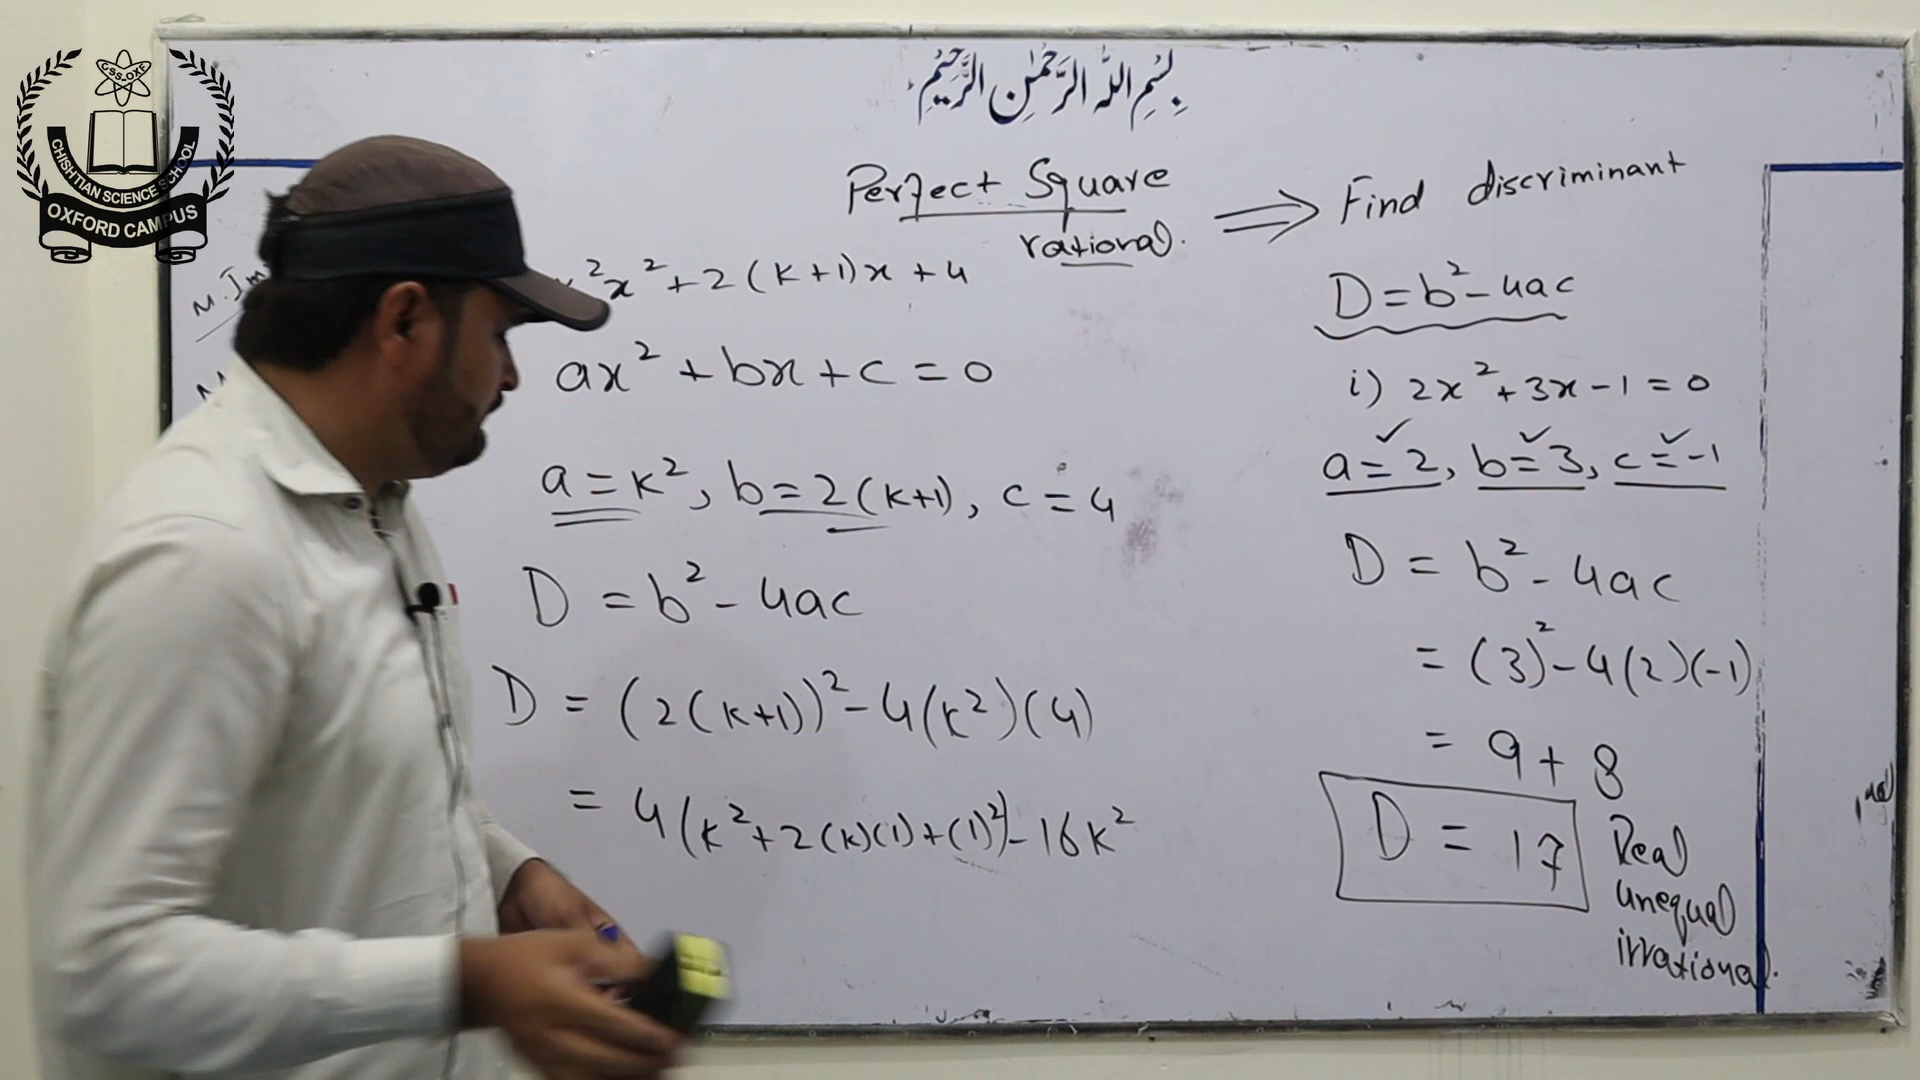 CSS-OXF
CHISHTIAN SCIENCE SCHOOL
OXFORD CAMPUS
بِسْمِ اللهِ الرَّحْمٰنِ الرَّحِيْمِ
Perfect Square
rational.
²x² + 2(k+1)x + 4
ax² + bx + c = 0
a = k², b = 2(k+1), c = 4
D = b² - 4ac
D = (2(k+1))² - 4(k²)(4)
= 4(k² + 2(k)(1) + (1)²) - 16k²
⇒ Find discriminant
D = b² - 4ac
i) 2x² + 3x - 1 = 0
a = 2, b = 3, c = -1
D = b² - 4ac
= (3)² - 4(2)(-1)
= 9 + 8
D = 17
Real
unequal
irrational.